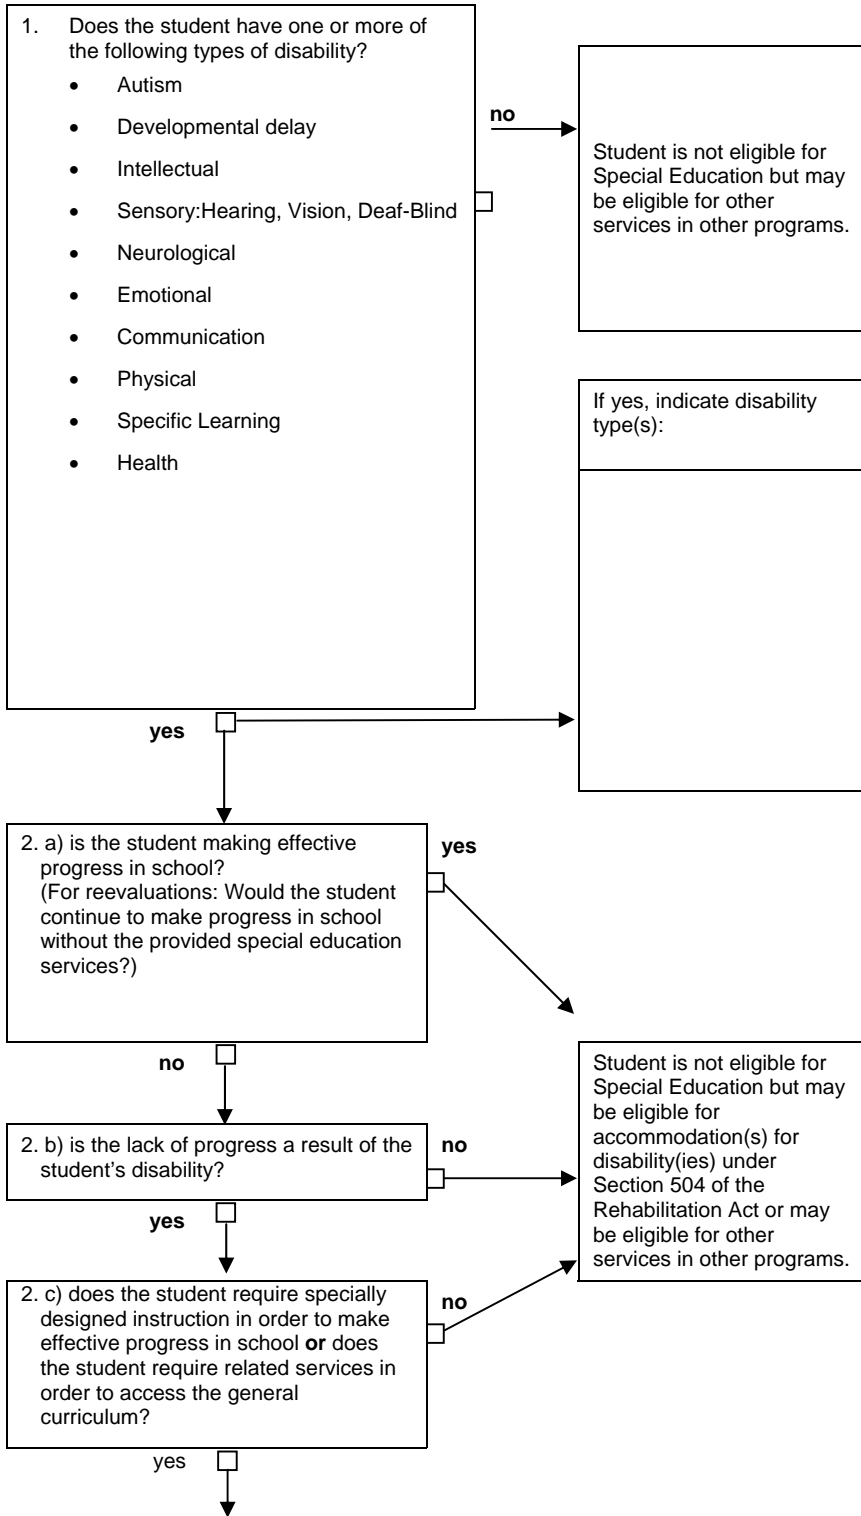 1. Does the student have one or more of
the following types of disability?
• Autism
• Developmental delay
• Intellectual
• Sensory:Hearing, Vision, Deaf-Blind
• Neurological
• Emotional
• Communication
• Physical
• Specific Learning
• Health
no
Student is not eligible for
Special Education but may
be eligible for other
services in other programs.
If yes, indicate disability
type(s):
yes
2. a) is the student making effective
progress in school?
(For reevaluations: Would the student
continue to make progress in school
without the provided special education
services?)
yes
no
2. b) is the lack of progress a result of the
student's disability?
no
Student is not eligible for
Special Education but may
be eligible for
accommodation(s) for
disability(ies) under
Section 504 of the
Rehabilitation Act or may
be eligible for other
services in other programs.
yes
2. c) does the student require specially
designed instruction in order to make
effective progress in school or does
the student require related services in
order to access the general
curriculum?
no
yes